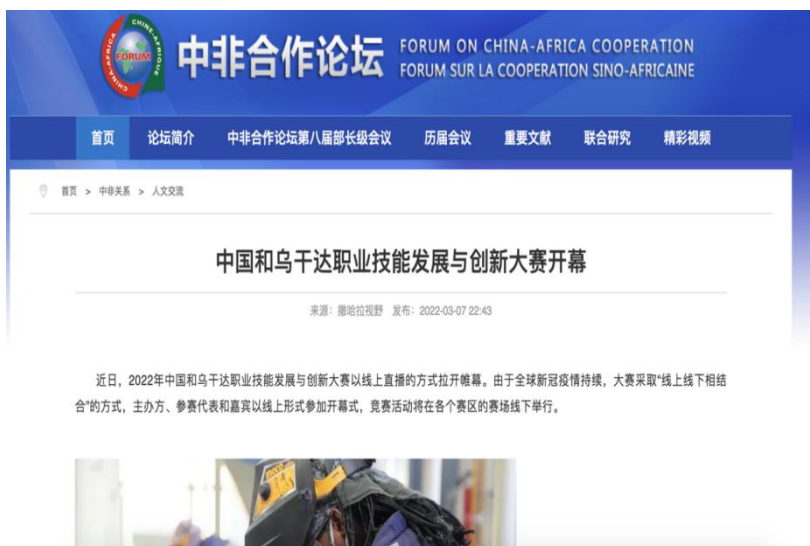 CHINE-AFRIQUE
FORUM
CHINA-AFRICA
中非合作论坛
FORUM ON CHINA-AFRICA COOPERATION
FORUM SUR LA COOPERATION SINO-AFRICAINE
首页 论坛简介 中非合作论坛第八届部长级会议 历届会议 重要文献 联合研究 精彩视频
首页 > 中非关系 > 人文交流
中国和乌干达职业技能发展与创新大赛开幕
来源：撒哈拉视野 发布：2022-03-07 22:43
近日，2022年中国和乌干达职业技能发展与创新大赛以线上直播的方式拉开帷幕。由于全球新冠疫情持续，大赛采取“线上线下相结
合”的方式，主办方、参赛代表和嘉宾以线上形式参加开幕式，竞赛活动将在各个赛区的赛场线下举行。